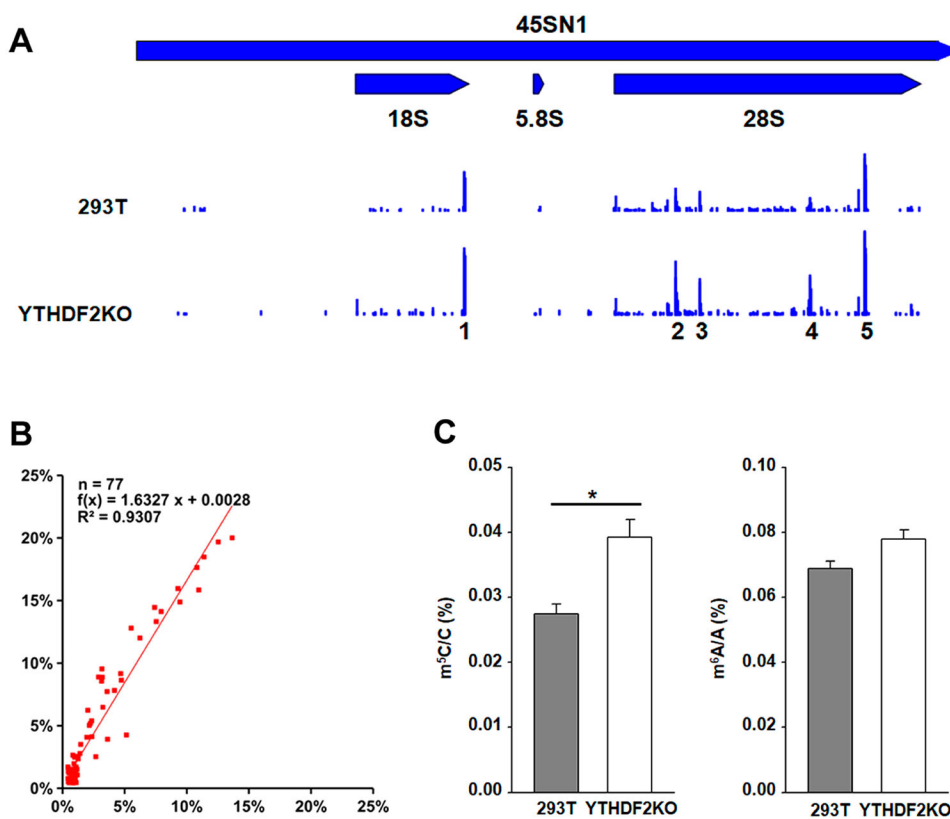 A
45SN1
18S
5.8S
28S
293T
YTHDF2KO
1
2
3
4
5
B
25%
20%
15%
10%
5%
0%
n = 77
f(x) = 1.6327 x + 0.0028
R² = 0.9307
0%
5%
10%
15%
20%
25%
C
m⁵C/C (%)
0.05
0.04
0.03
0.02
0.01
0.00
*
293T
YTHDF2KO
m⁶A/A (%)
0.10
0.08
0.06
0.04
0.02
0.00
293T
YTHDF2KO